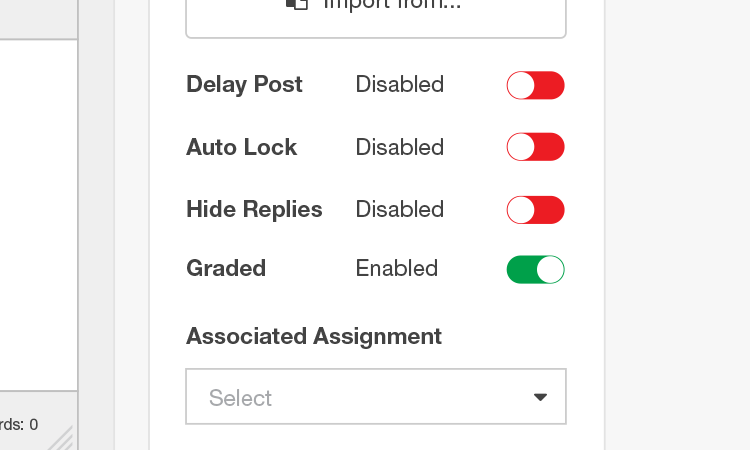 Import from...
Delay Post Disabled
Auto Lock Disabled
Hide Replies Disabled
Graded Enabled
Associated Assignment
Select
rds: 0